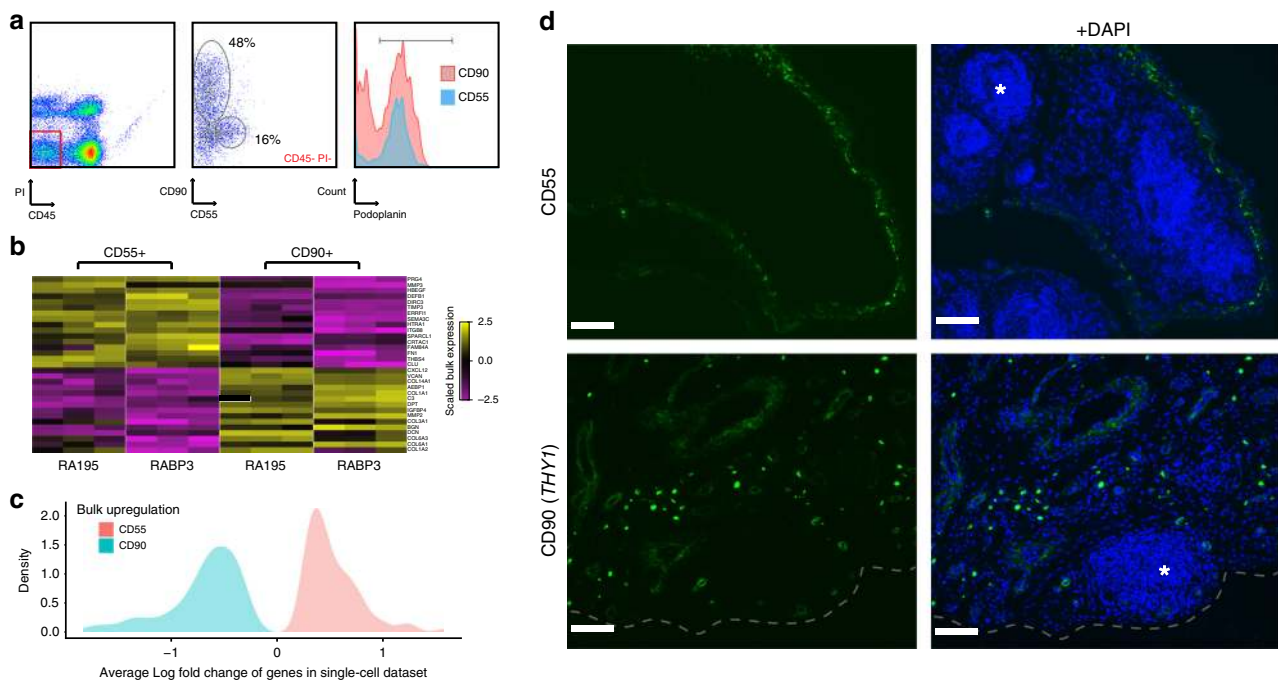 a
48%
16%
CD45- PI-
CD90
CD55
PI
CD45
CD90
CD55
Count
Podoplanin
b
CD55+
CD90+
PRG4
MMP3
HBEGF
DEFB1
DIRC3
TIMP3
ERRFI1
SEMA3C
HTRA1
ITGB8
SPARCL1
CRTAC1
FAM84A
FN1
THBS4
CLU
CXCL12
VCAN
COL14A1
AEBP1
COL1A1
C3
DPT
IGFBP4
MMP2
COL3A1
BGN
DCN
COL6A3
COL6A1
COL1A2
Scaled bulk expression
2.5
0.0
−2.5
RA195
RABP3
RA195
RABP3
c
Bulk upregulation
CD55
CD90
Density
2.0
1.5
1.0
0.5
0.0
−1
0
1
Average Log fold change of genes in single-cell dataset
d
+DAPI
CD55
*
CD90 (THY1)
*